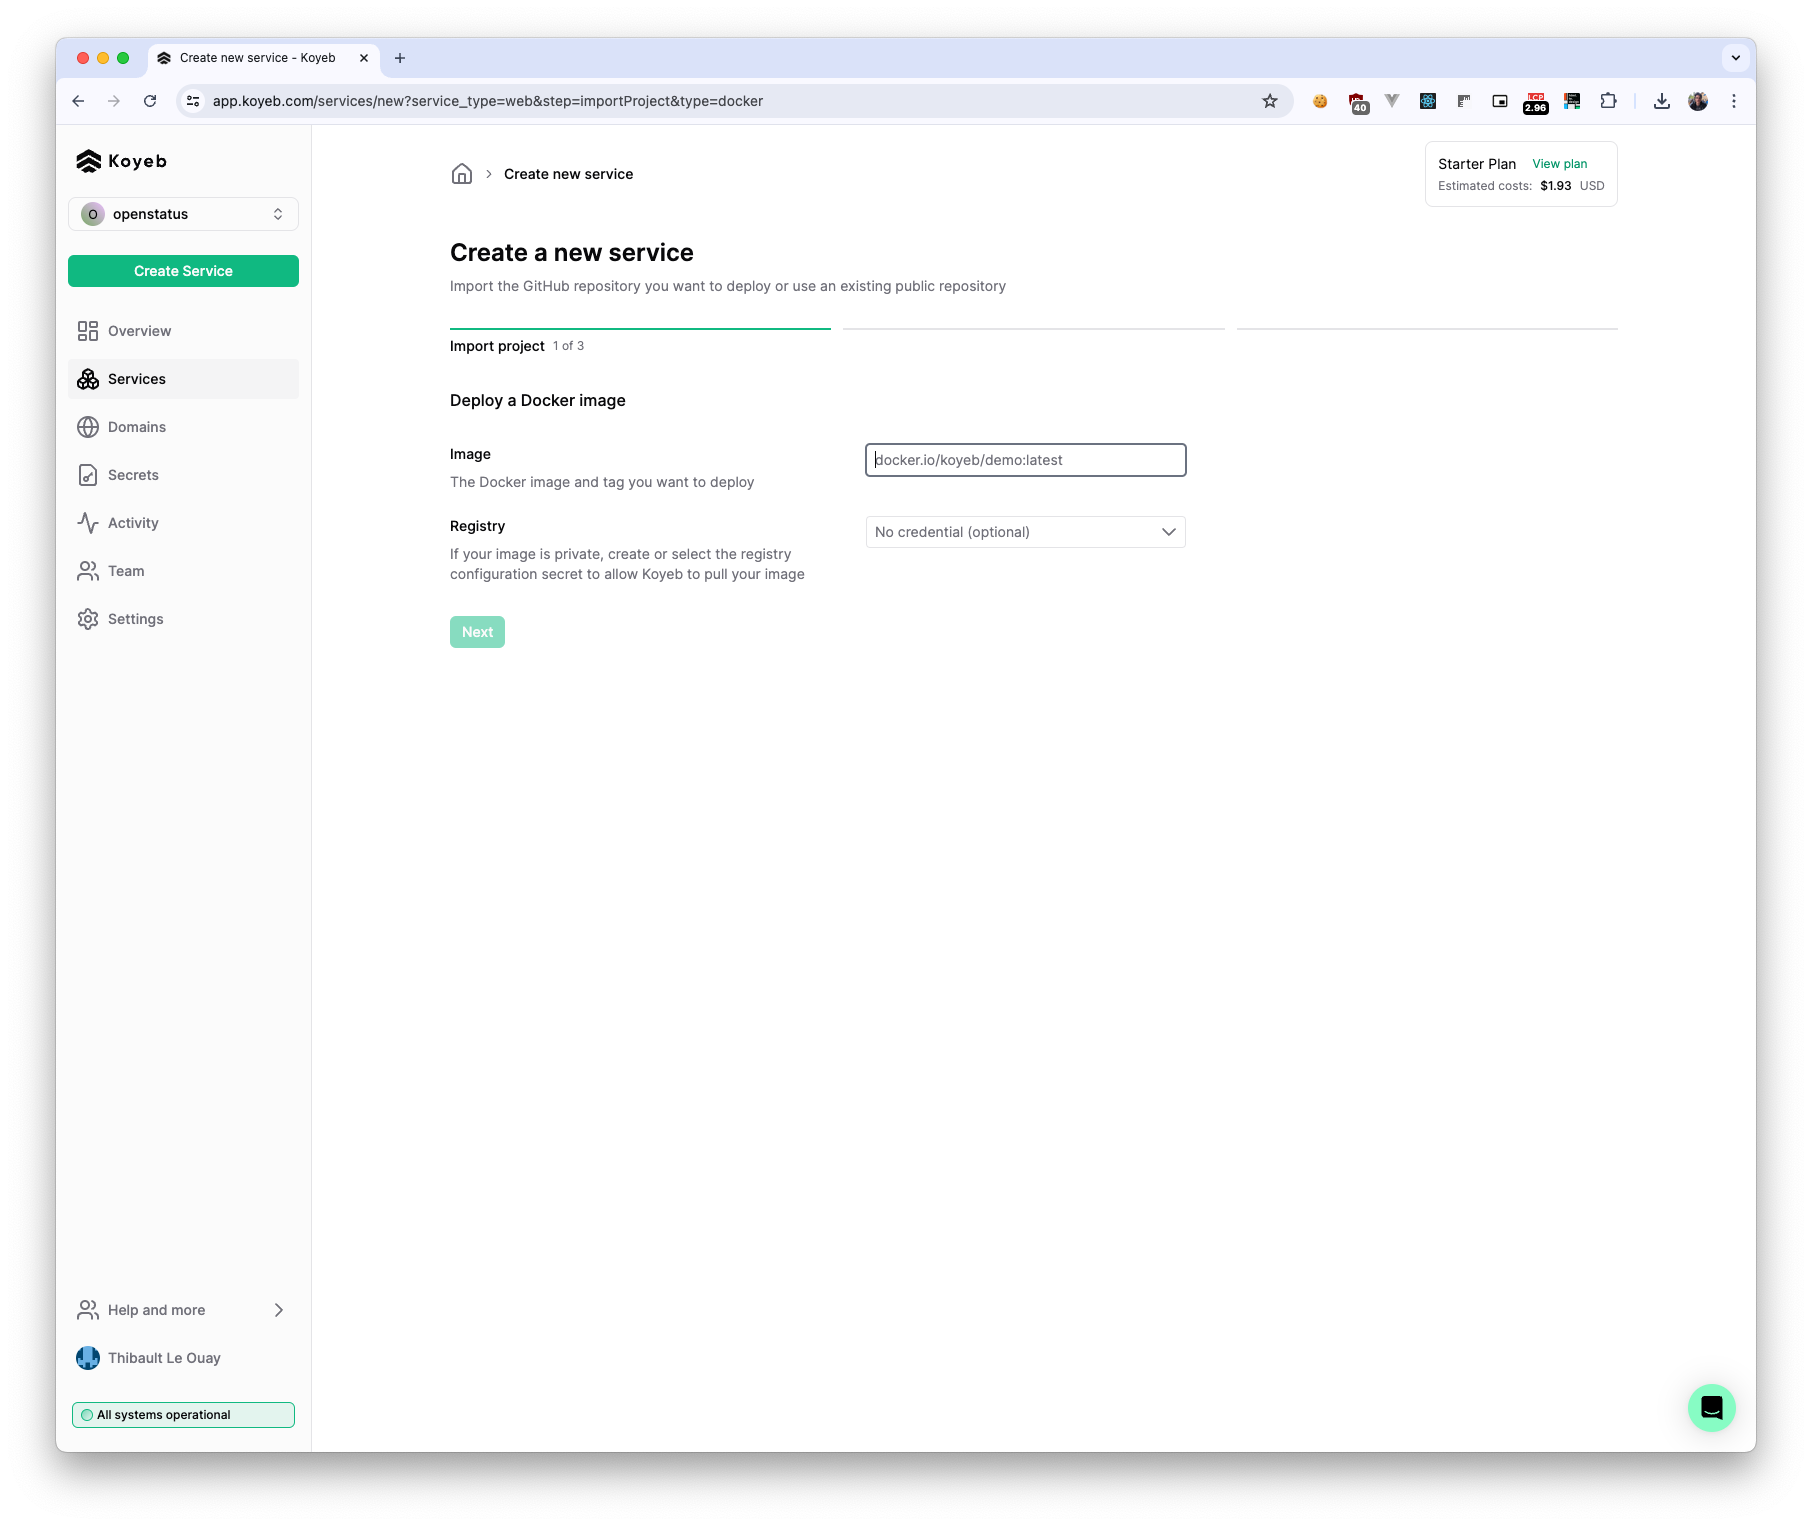 Create new service - Koyeb
app.koyeb.com/services/new?service_type=web&step=importProject&type=docker
40
LCP
2.96
Koyeb
O openstatus
Create Service
Overview
Services
Domains
Secrets
Activity
Team
Settings
Help and more
Thibault Le Ouay
All systems operational
Create new service
Starter Plan View plan
Estimated costs: $1.93 USD
Create a new service
Import the GitHub repository you want to deploy or use an existing public repository
Import project 1 of 3
Deploy a Docker image
Image
The Docker image and tag you want to deploy
docker.io/koyeb/demo:latest
Registry
If your image is private, create or select the registry
configuration secret to allow Koyeb to pull your image
No credential (optional)
Next